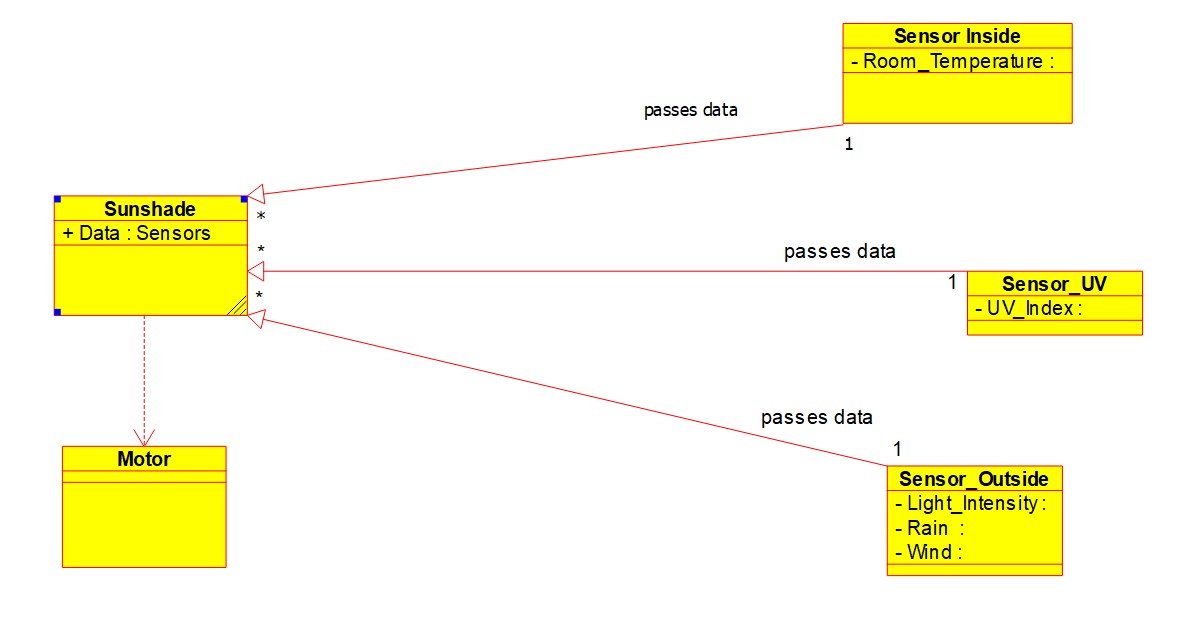 Sensor Inside
- Room_Temperature :
passes data
1
Sunshade
+ Data : Sensors
*
*
*
passes data
1
Sensor_UV
- UV_Index :
passes data
1
Motor
Sensor_Outside
- Light_Intensity :
- Rain :
- Wind :